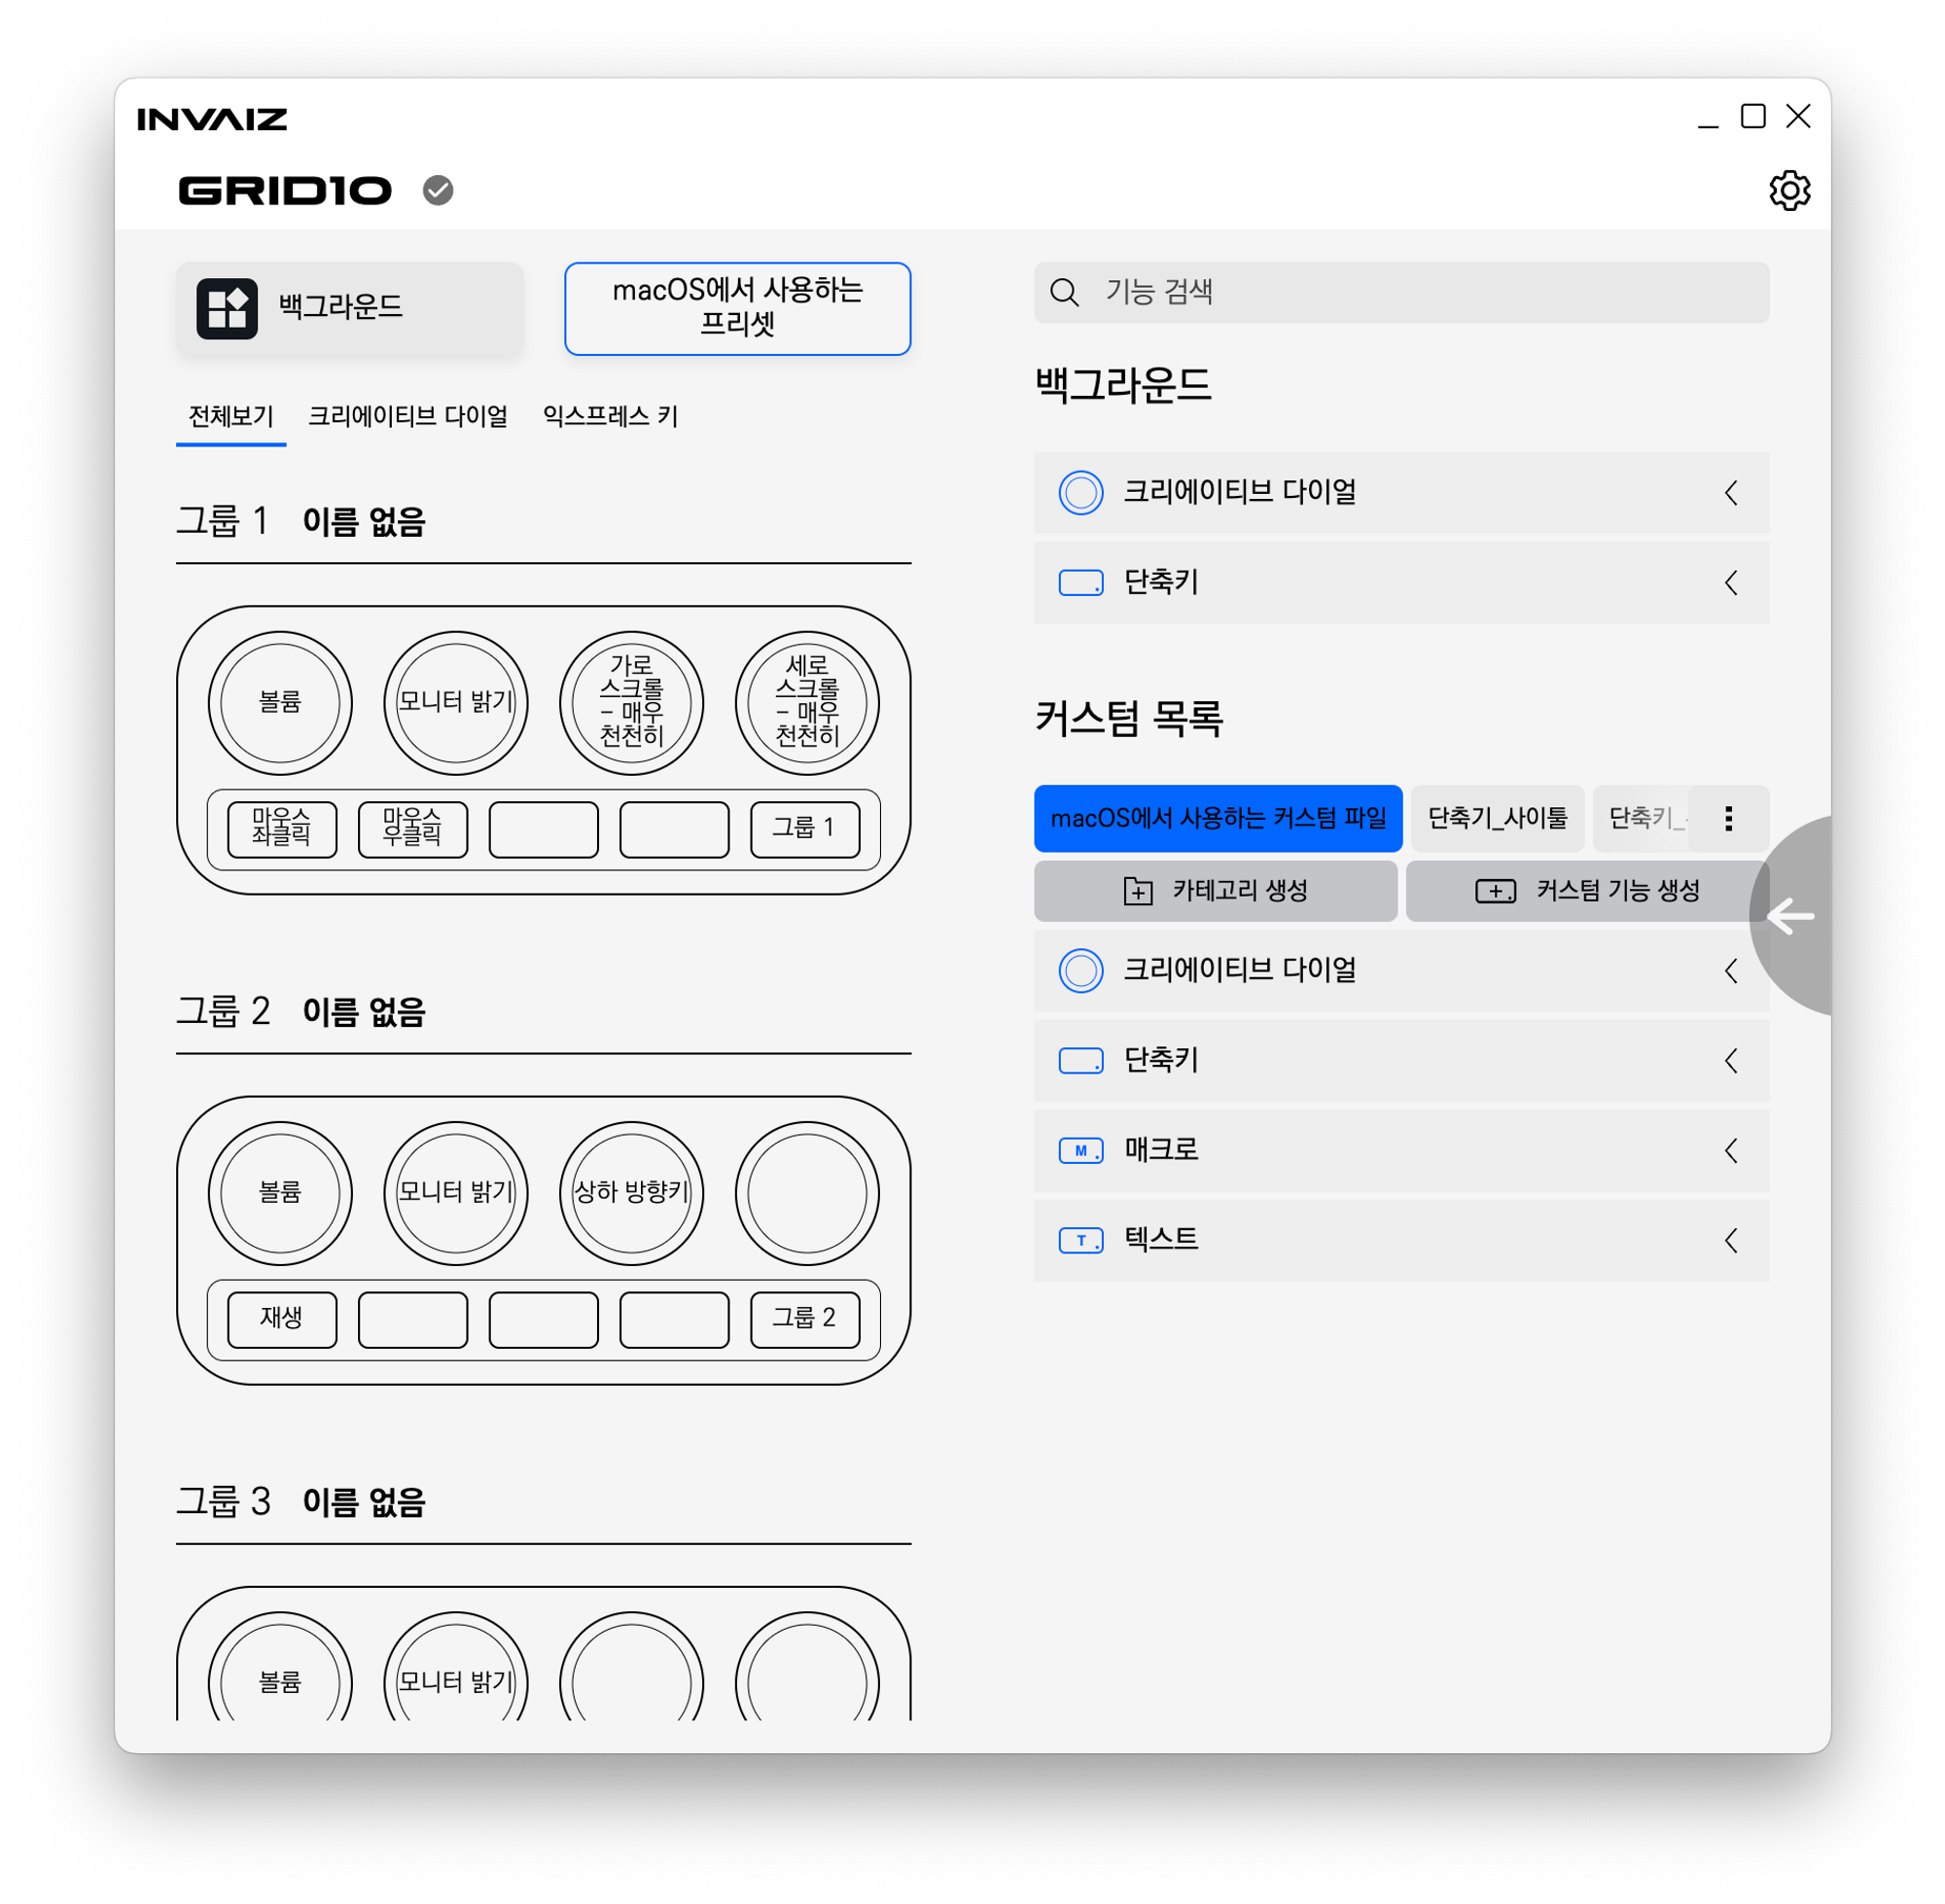 INVAIZ
GRID10
백그라운드
macOS에서 사용하는
프리셋
전체보기
크리에이티브 다이얼
익스프레스 키
그룹 1 이름 없음
볼륨
모니터 밝기
가로
스크롤
- 매우
천천히
세로
스크롤
- 매우
천천히
마우스
좌클릭
마우스
우클릭
그룹 1
그룹 2 이름 없음
볼륨
모니터 밝기
상하 방향키
재생
그룹 2
그룹 3 이름 없음
볼륨
모니터 밝기
기능 검색
백그라운드
크리에이티브 다이얼
단축키
커스텀 목록
macOS에서 사용하는 커스텀 파일
단축기_사이툴
단축키_
카테고리 생성
커스텀 기능 생성
크리에이티브 다이얼
단축키
M
매크로
T
텍스트